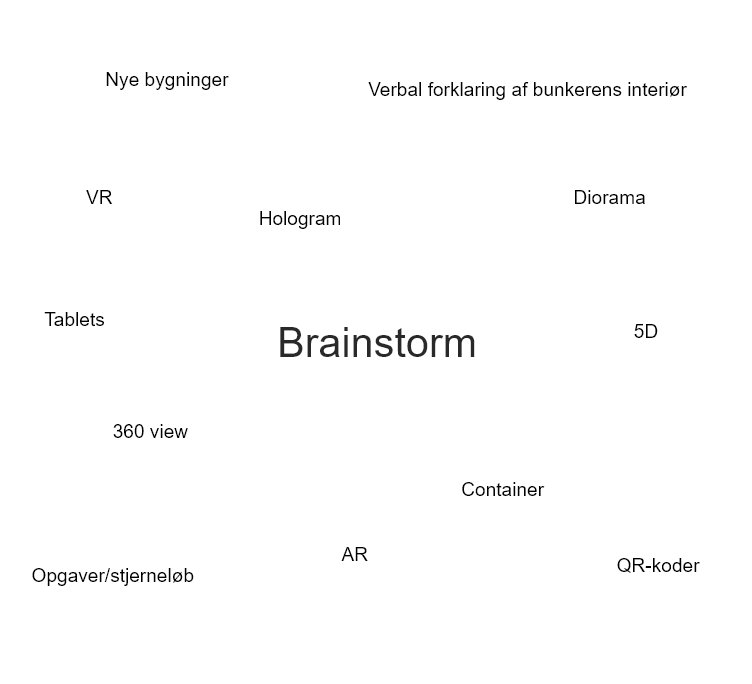 Nye bygninger
Verbal forklaring af bunkerens interiør
VR
Hologram
Diorama
Tablets
Brainstorm
5D
360 view
Container
AR
QR-koder
Opgaver/stjerneløb